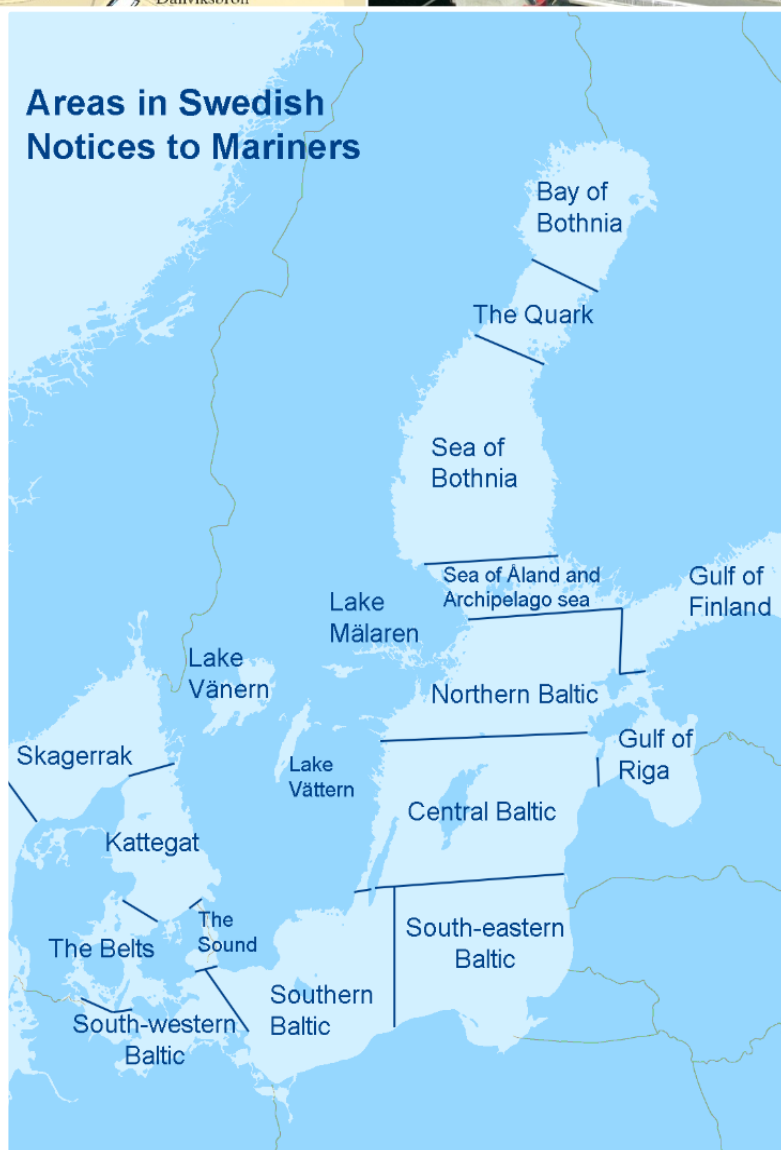 Danviksbron
Areas in Swedish
Notices to Mariners
Bay of
Bothnia
The Quark
Sea of
Bothnia
Sea of Åland and
Archipelago sea
Gulf of
Finland
Lake
Mälaren
Lake
Vänern
Northern Baltic
Skagerrak
Lake
Vättern
Gulf of
Riga
Kattegat
Central Baltic
The Belts
The
Sound
South-eastern
Baltic
Southern
Baltic
South-western
Baltic